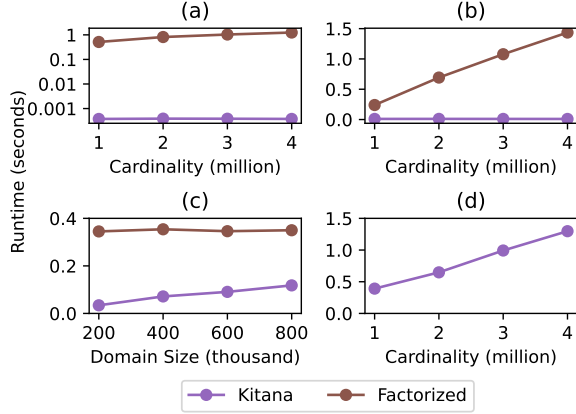 (a)
1
0.1
0.01
0.001
1 2 3 4
Cardinality (million)
(b)
1.5
1.0
0.5
0.0
1 2 3 4
Cardinality (million)
Runtime (seconds)
(c)
0.4
0.2
0.0
200 400 600 800
Domain Size (thousand)
(d)
1.5
1.0
0.5
0.0
1 2 3 4
Cardinality (million)
Kitana Factorized